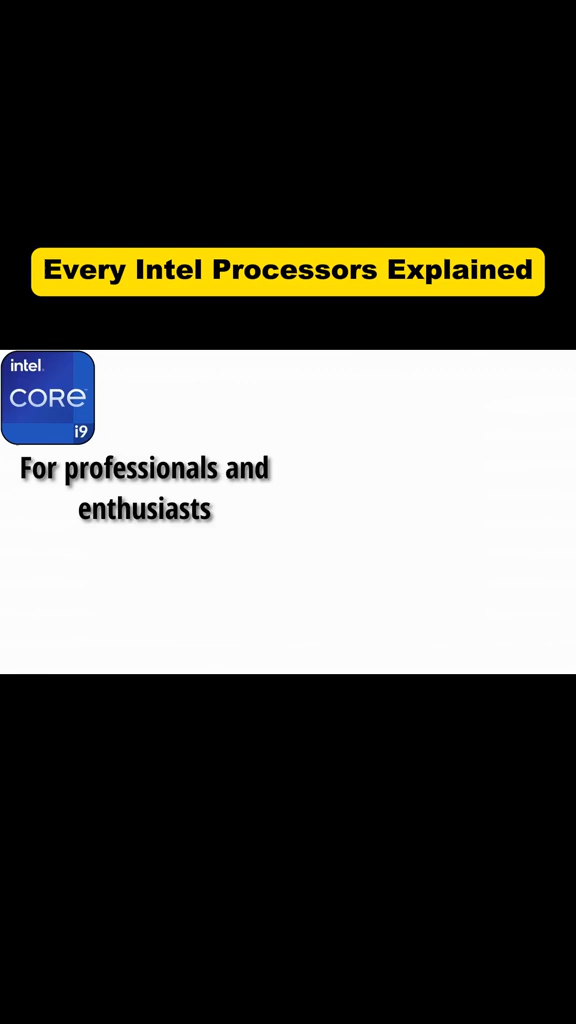 Every Intel Processors Explained
intel.
CORE
i9
For professionals and
enthusiasts